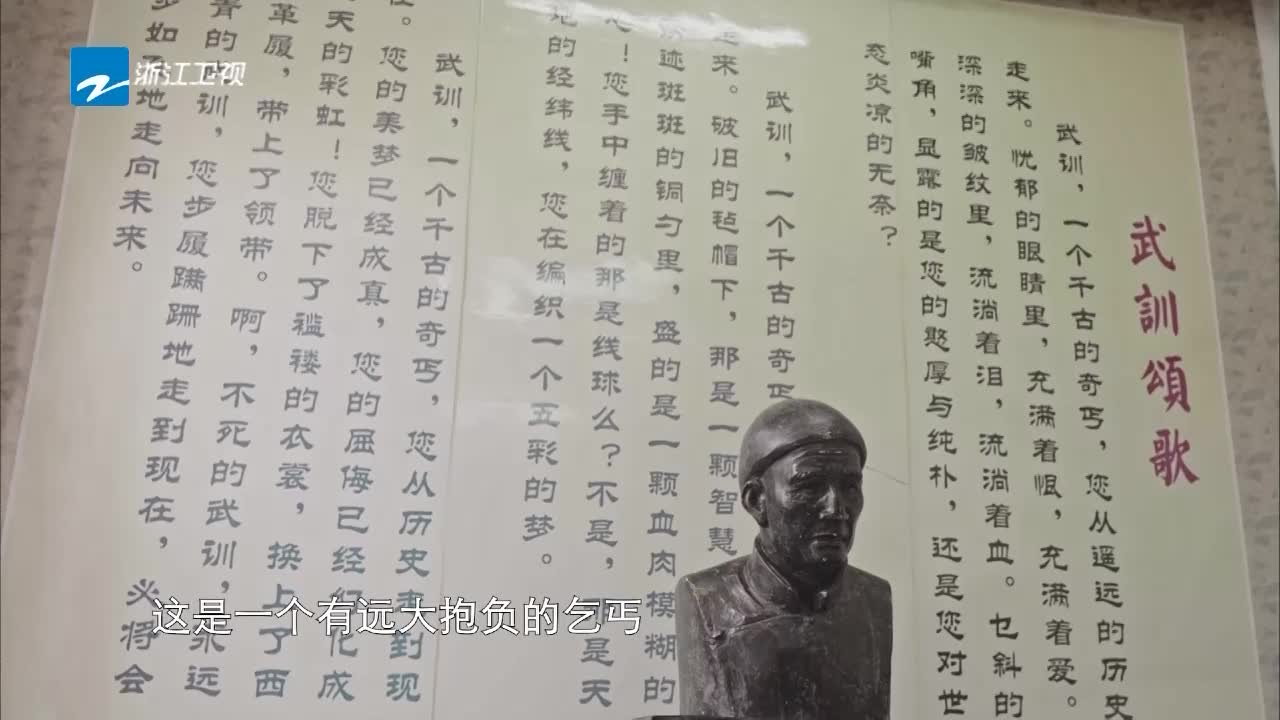 浙江卫视
武訓頌歌
武训,一个千古的奇丐,您从遥远的历史
走来。忧郁的眼睛里,充满着恨,充满着爱。
深深的皱纹里,流淌着泪,流淌着血。乜斜的
嘴角,显露的是您的憨厚与纯朴,还是您对世
态炎凉的无奈?
武训,一个千古的奇丐
走来。破旧的毡帽下,那是一颗智慧
迹斑斑的铜勺里,盛的是一颗血肉模糊的
心!您手中缠着的那是线球么?不是,是天
地的经纬线,您在编织一个五彩的梦。
武训,一个千古的奇丐,您从历史走到现
在。您的美梦已经成真,您的屈侮已经幻化成
天的彩虹!您脱下了褴褛的衣裳,换上了西
革履,带上了领带。啊,不死的武训,永远
青的武训,您步履蹒跚地走到现在,必将会
步如飞地走向未来。
这是一个有远大抱负的乞丐